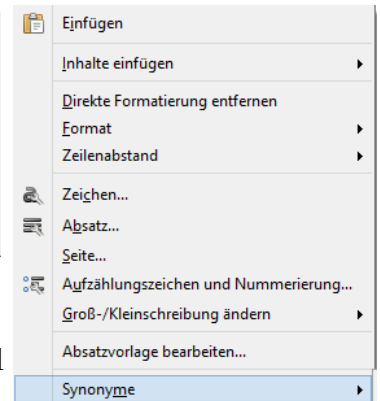 Einfügen
Inhalte einfügen
Direkte Formatierung entfernen
Format
Zeilenabstand
Zeichen...
Absatz...
Seite...
Aufzählungszeichen und Nummerierung...
Groß-/Kleinschreibung ändern
Absatzvorlage bearbeiten...
Synonyme